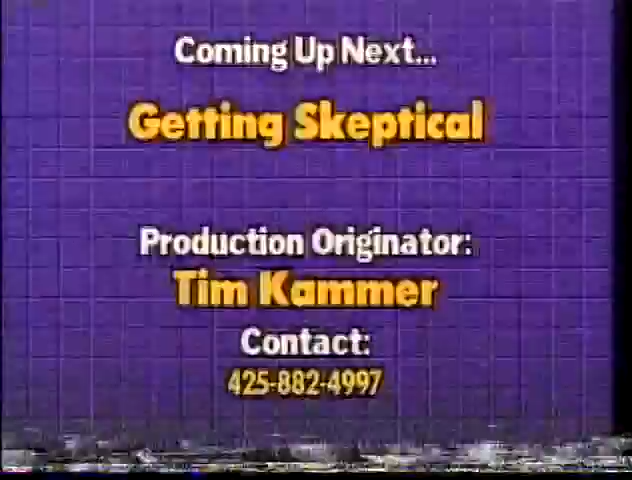 Coming Up Next...
Getting Skeptical
Production Originator:
Tim Kammer
Contact:
425-882-4997